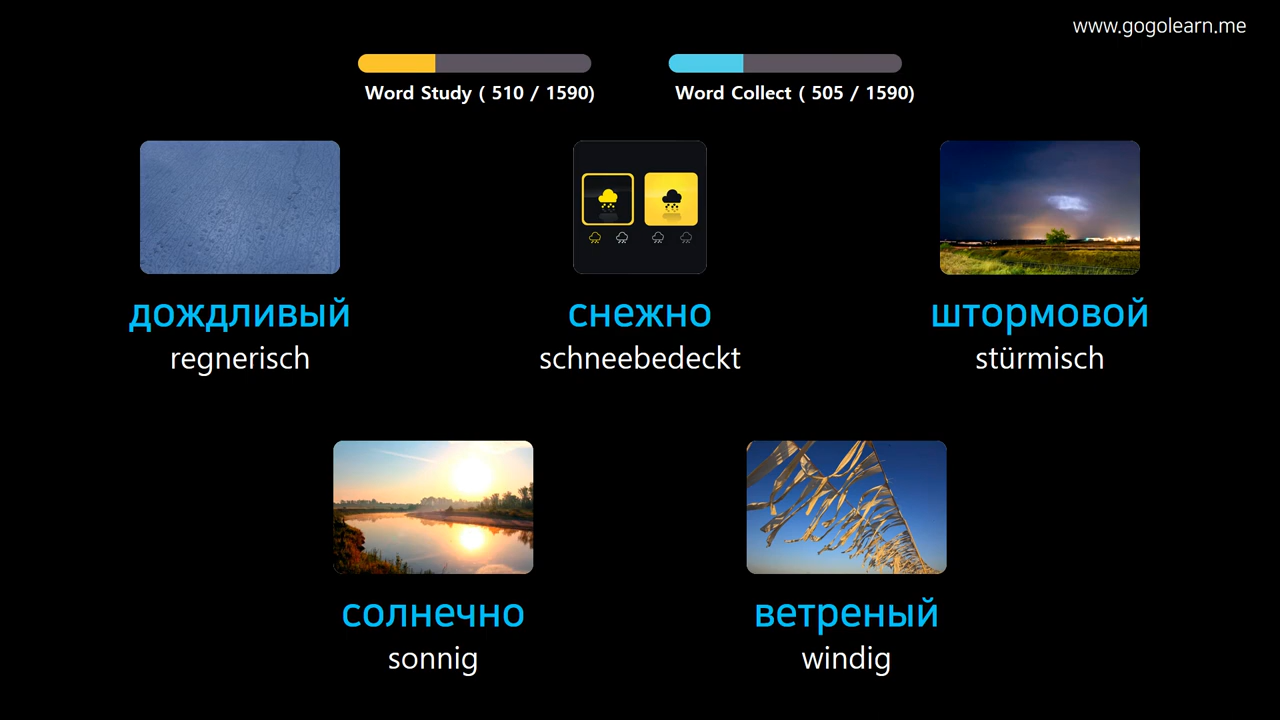 www.gogolearn.me
Word Study ( 510 / 1590)
Word Collect ( 505 / 1590)
дождливый
regnerisch
снежно
schneebedeckt
штормовой
stürmisch
солнечно
sonnig
ветреный
windig